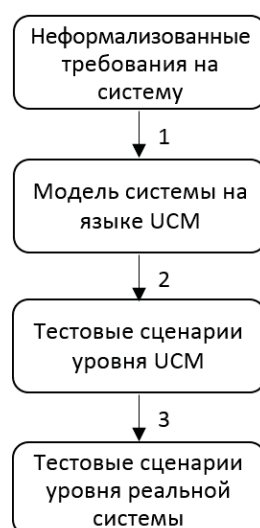 Неформализованные
требования на
систему
1
Модель системы на
языке UCM
2
Тестовые сценарии
уровня UCM
3
Тестовые сценарии
уровня реальной
системы